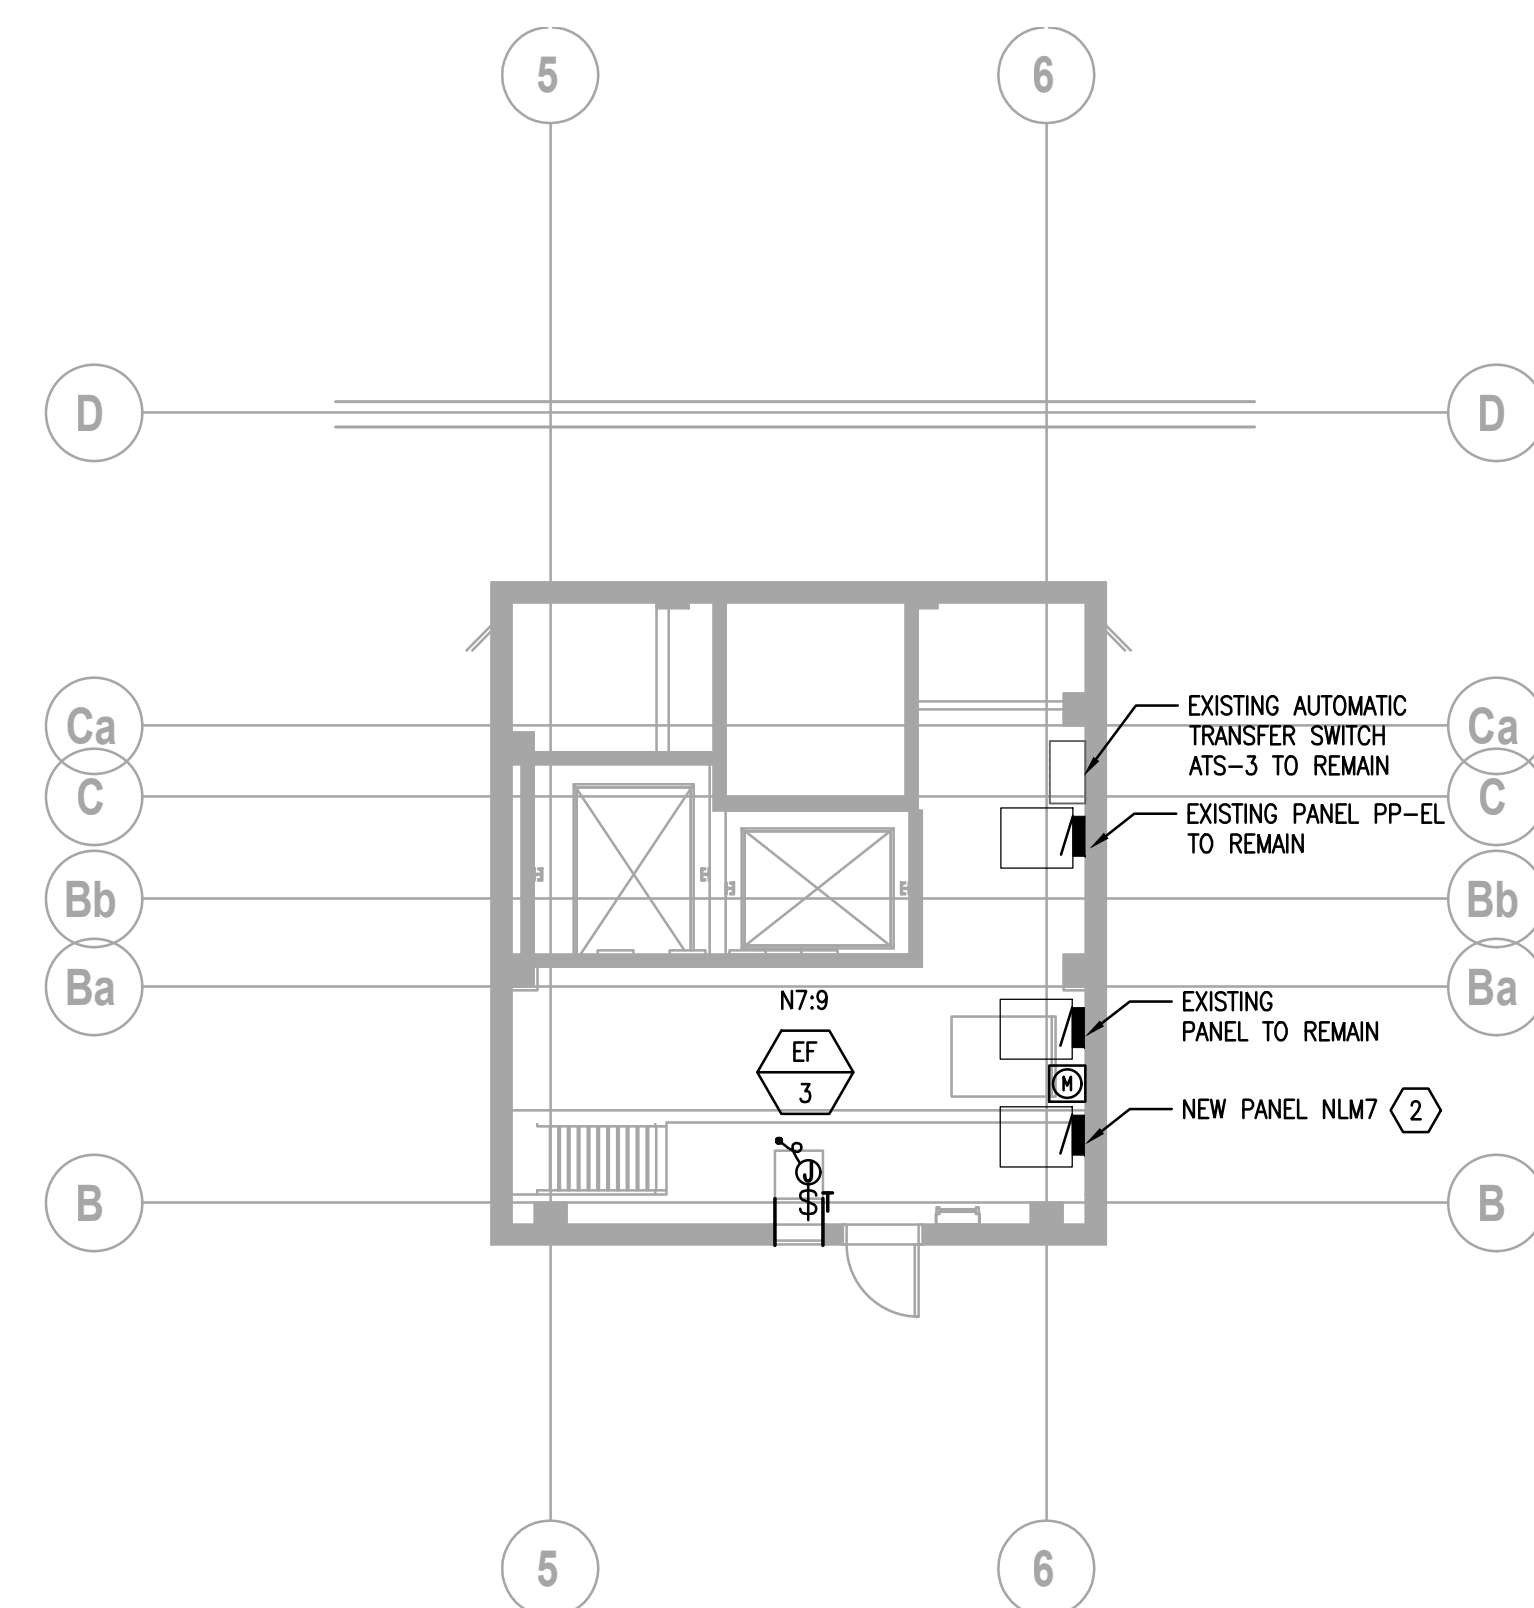 5
6
D
D
Ca
Ca
EXISTING AUTOMATIC
TRANSFER SWITCH
ATS-3 TO REMAIN
C
C
EXISTING PANEL PP-EL
TO REMAIN
Bb
Bb
Ba
Ba
N7:9
EXISTING
PANEL TO REMAIN
EF
3
M
NEW PANEL NLM7 2
J
$T
B
B
5
6